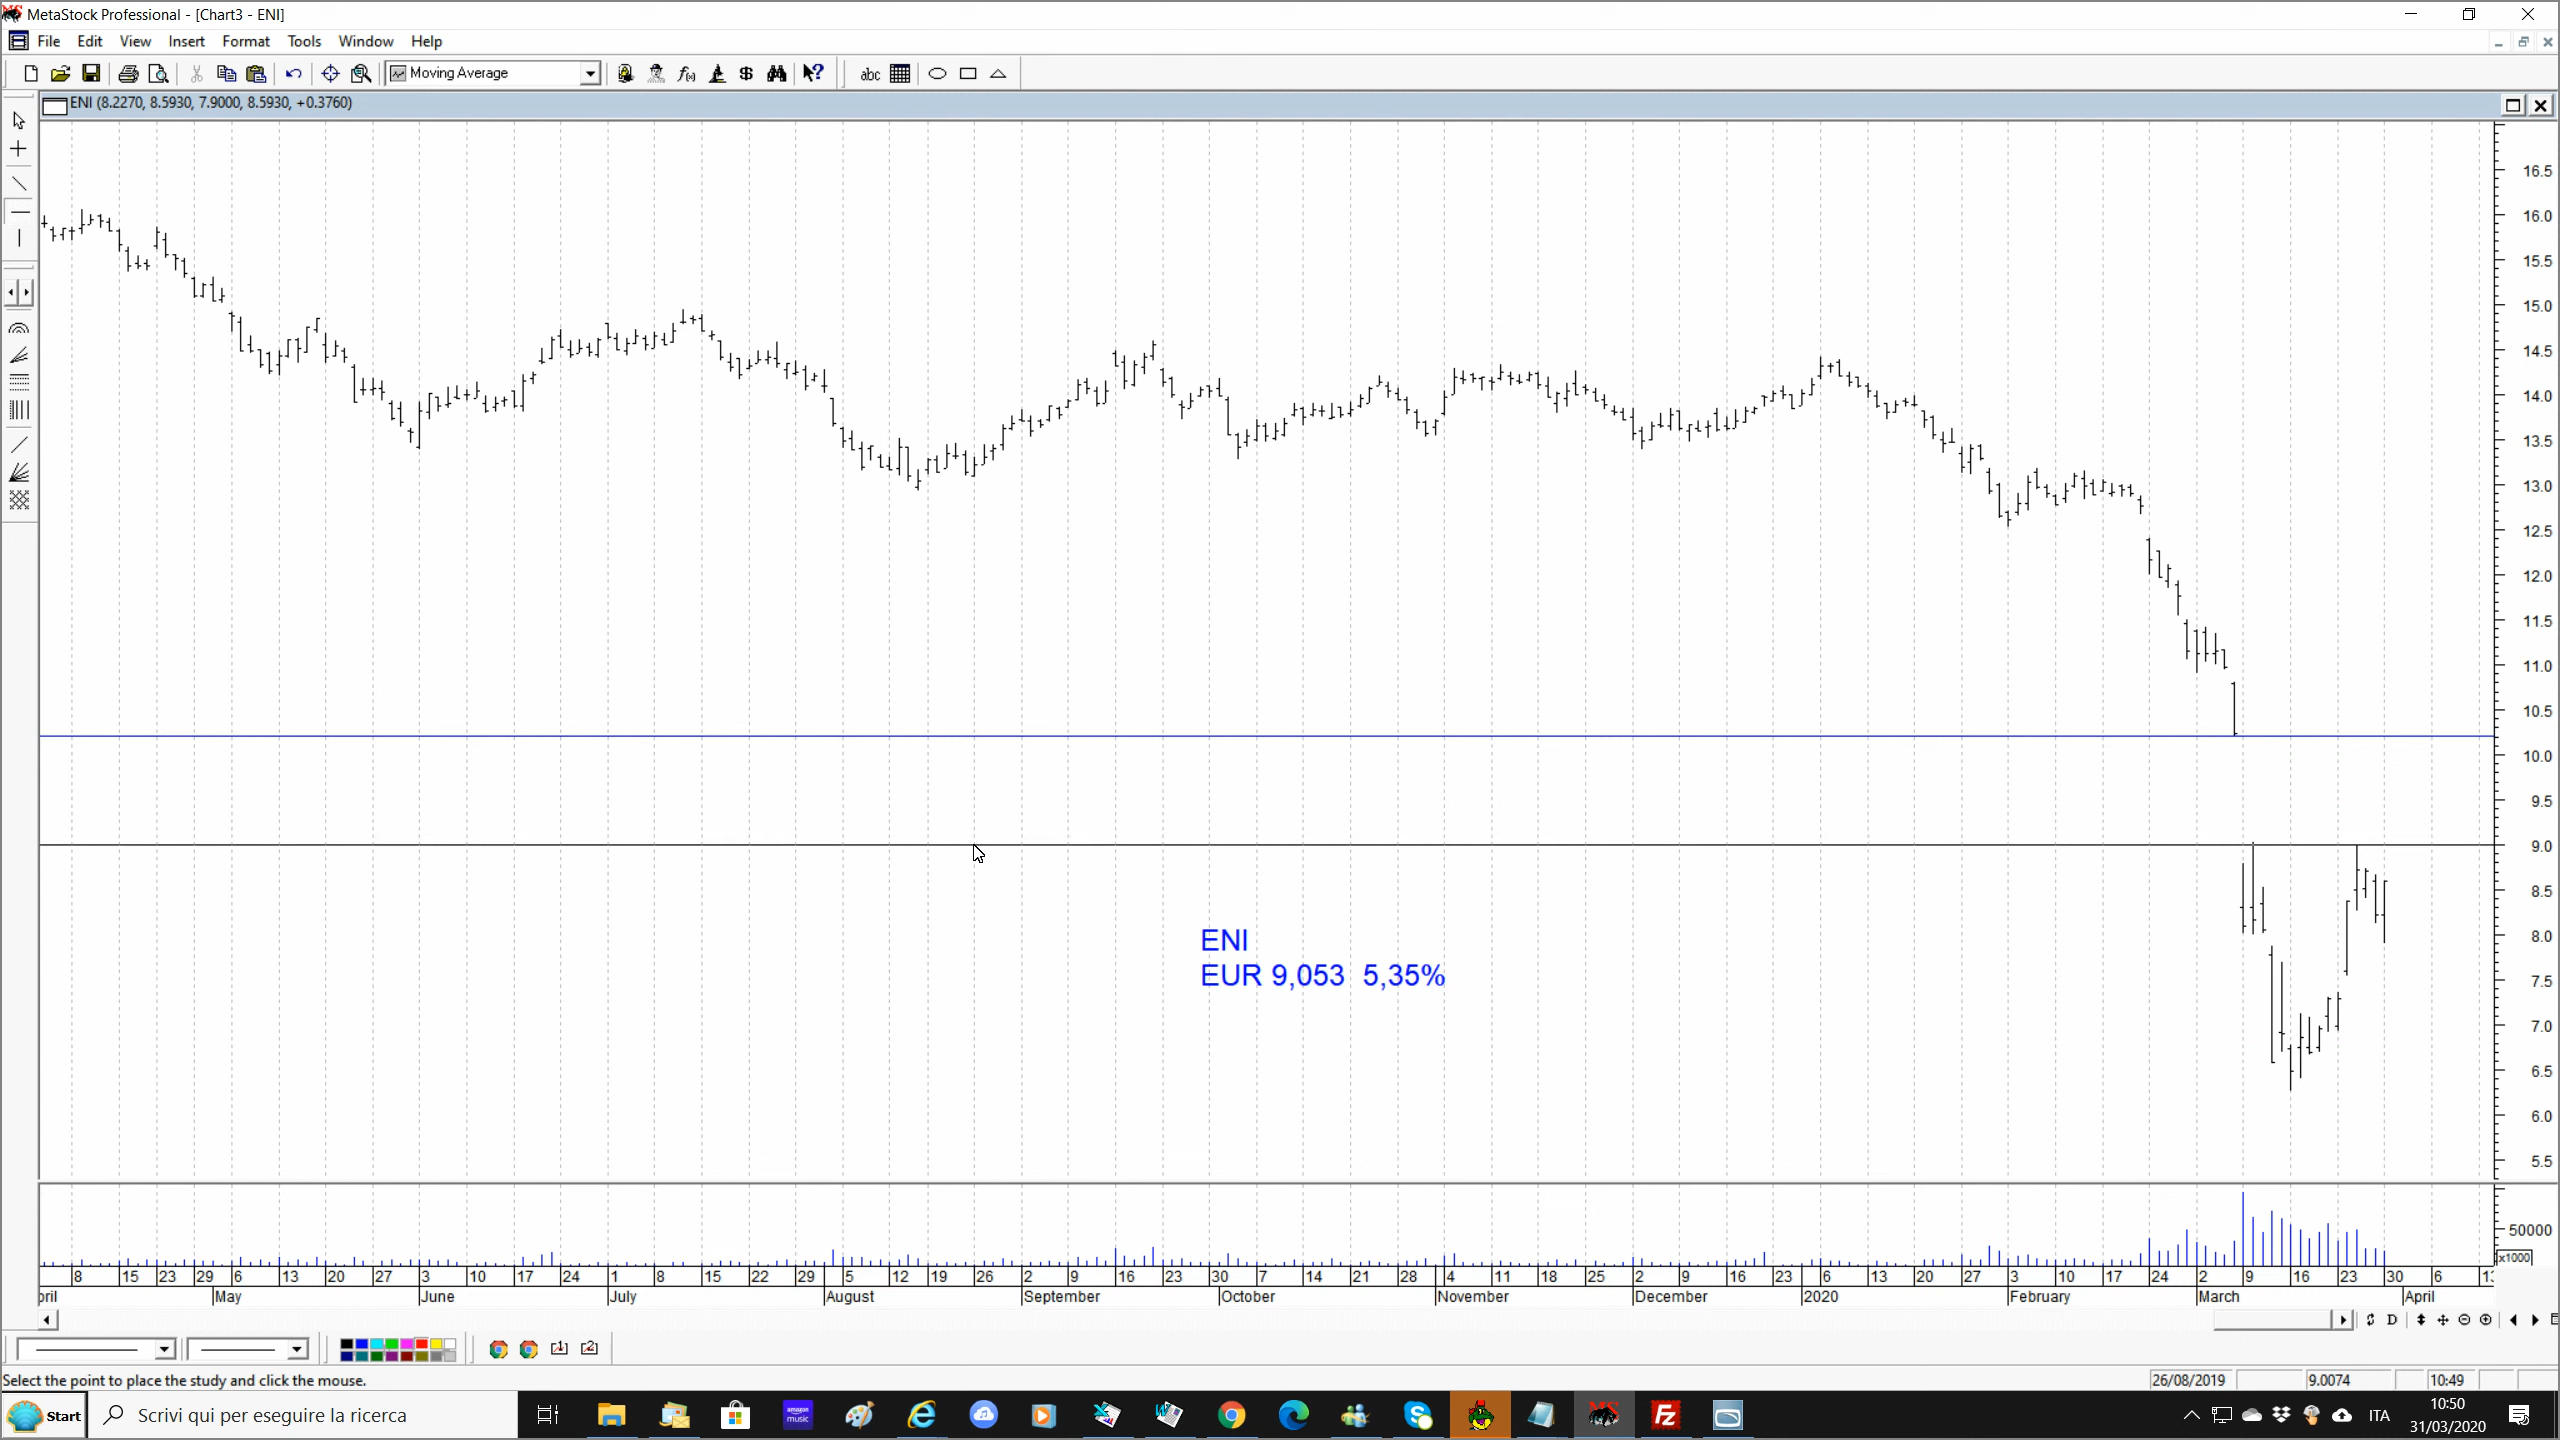 MetaStock Professional - [Chart3 - ENI]
File Edit View Insert Format Tools Window Help
Moving Average
abc
ENI (8.2270, 8.5930, 7.9000, 8.5930, +0.3760)
16.5
16.0
15.5
15.0
14.5
14.0
13.5
13.0
12.5
12.0
11.5
11.0
10.5
10.0
9.5
9.0
8.5
8.0
7.5
7.0
6.5
6.0
5.5
ENI
EUR 9,053 5,35%
50000
x1000
8 15 23 29 6 13 20 27 3 10 17 24 1 8 15 22 29 5 12 19 26 2 9 16 23 30 7 14 21 28 4 11 18 25 2 9 16 23 6 13 20 27 3 10 17 24 2 9 16 23 30 6 13
pril May June July August September October November December 2020 February March April
D
Select the point to place the study and click the mouse.
26/08/2019 9.0074 10:49
Start Scrivi qui per eseguire la ricerca
amazon music
ITA
10:50
31/03/2020